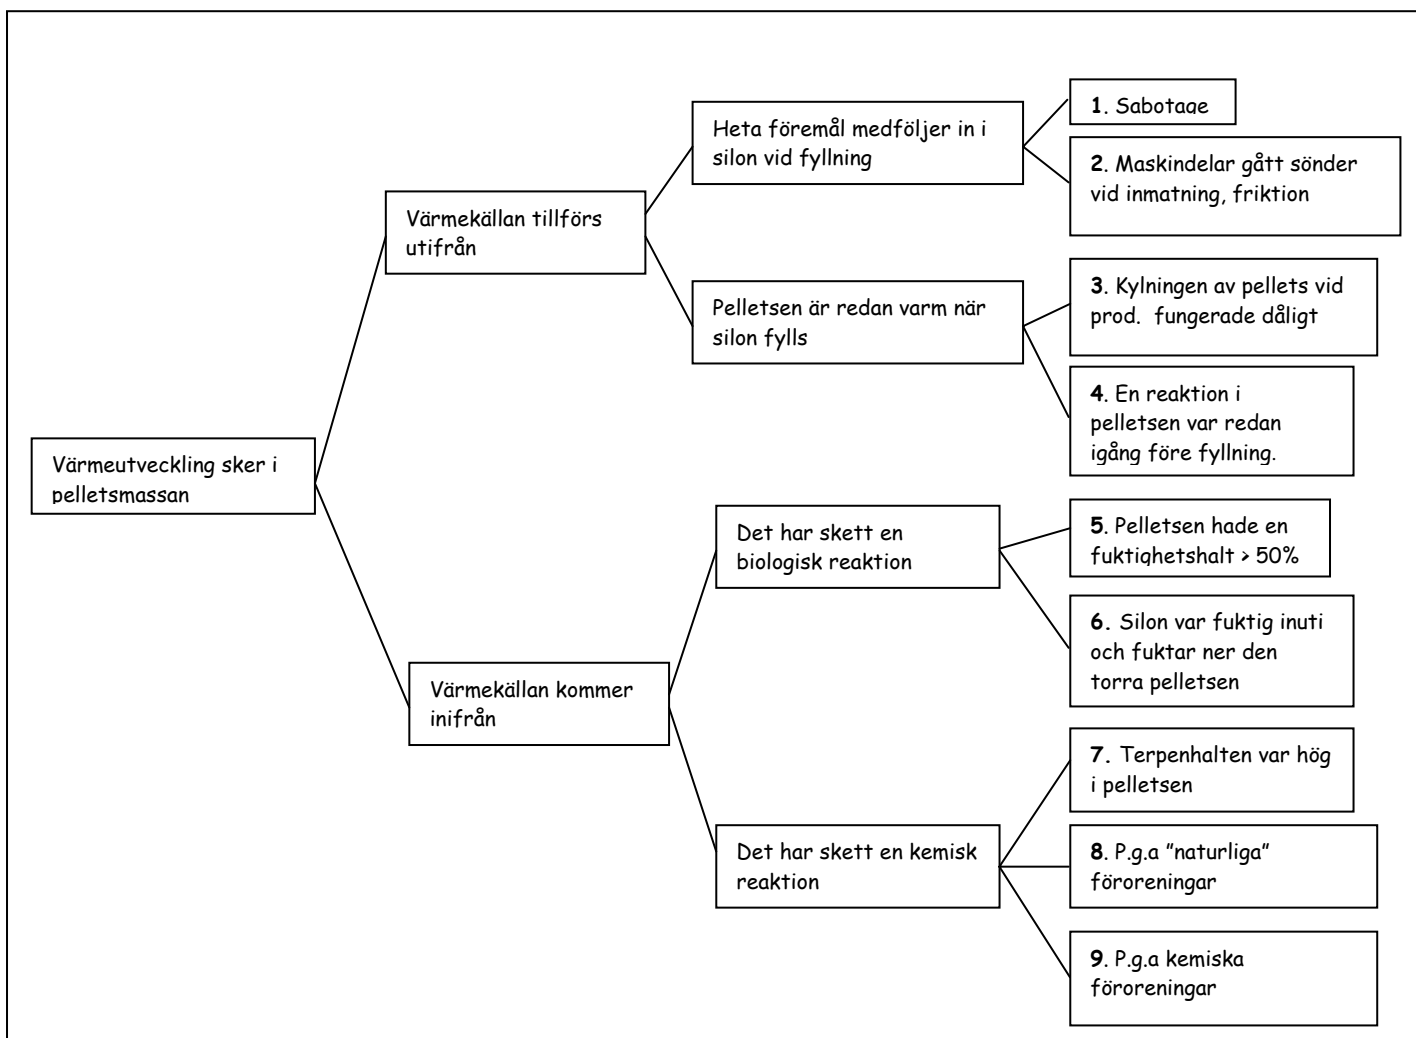 Värmeutveckling sker i
pelletsmassan
Värmekällan tillförs
utifrån
Heta föremål medföljer in i
silon vid fyllning
1. Sabotage
2. Maskindelar gått sönder
vid inmatning, friktion
Pelletsen är redan varm när
silon fylls
3. Kylningen av pellets vid
prod. fungerade dåligt
4. En reaktion i
pelletsen var redan
igång före fyllning.
Värmekällan kommer
inifrån
Det har skett en
biologisk reaktion
5. Pelletsen hade en
fuktighetshalt > 50%
6. Silon var fuktig inuti
och fuktar ner den
torra pelletsen
Det har skett en kemisk
reaktion
7. Terpenhalten var hög
i pelletsen
8. P.g.a ”naturliga”
föroreningar
9. P.g.a kemiska
föroreningar